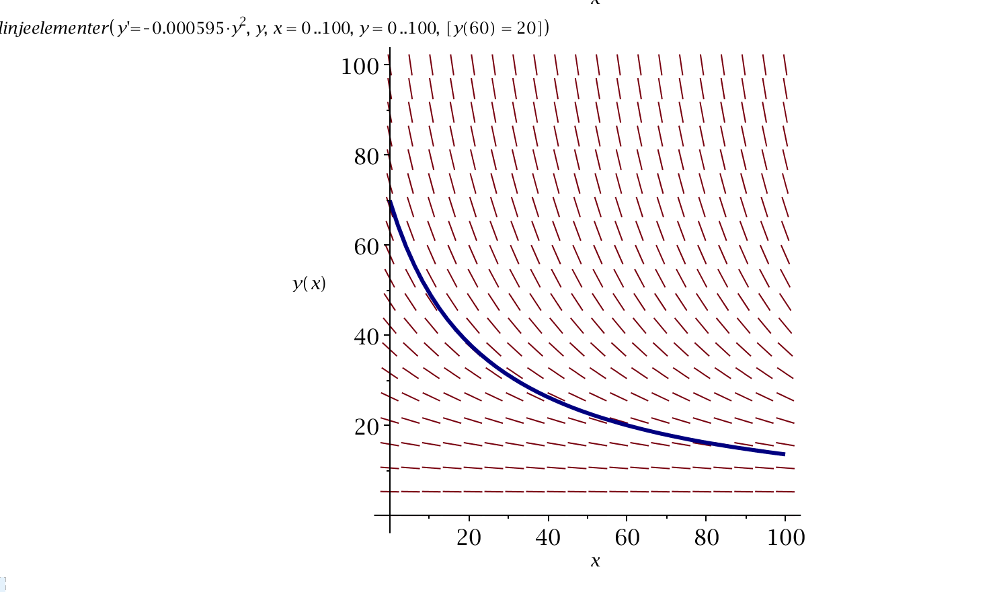 x
linjeelementer(y'=-0.000595·y², y, x = 0..100, y = 0..100, [y(60) = 20])
100
80
60
y(x)
40
20
20 40 60 80 100
x